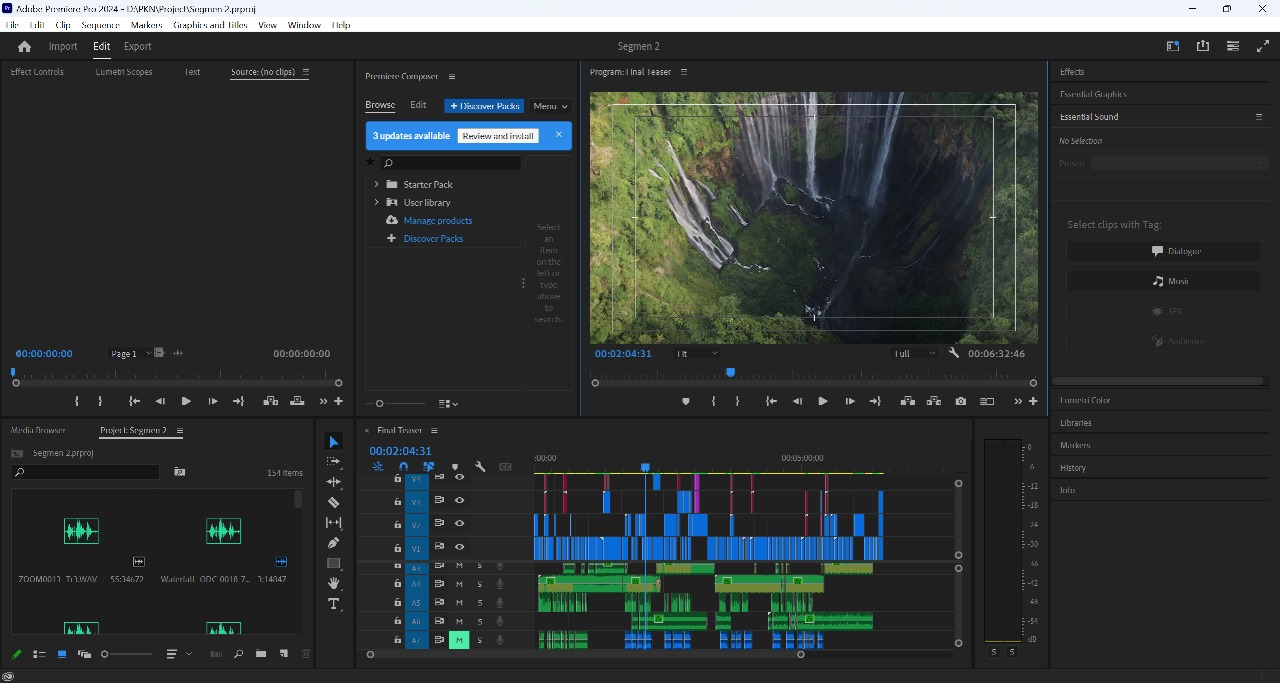 Adobe Premiere Pro 2024 - D:\PKN\Project\Segmen 2.prproj
File Edit Clip Sequence Markers Graphics and Titles View Window Help
Import Edit Export
Segmen 2
Effect Controls Lumetri Scopes Text Source: (no clips)
00:00:00:00 Page 1 00:00:00:00
Premiere Composer
Browse Edit + Discover Packs Menu
3 updates available Review and install
Starter Pack
User library
Manage products
Discover Packs
Select
an
item
on the
left or
type
above
to
search.
Program: Final Teaser
00:02:04:31 Fit Full 00:06:32:46
Effects
Essential Graphics
Essential Sound
No Selection
Preset:
Select clips with Tag:
Dialogue
Music
SFX
Ambience
Lumetri Color
Libraries
Markers
History
Info
Media Browser Project: Segmen 2
Segmen 2.prproj
154 items
ZOOM0013_Tr3.WAV 55:34672
Waterfall_ODC-0018-7... 3:14847
Final Teaser
00:02:04:31
:00:00 00:05:00:00
V4
V3
V2
V1
A3 M S
A4 M S
A5 M S
A6 M S
A7 M S
0
-6
-12
-18
-24
-30
-36
-42
-48
-54
dB
S S